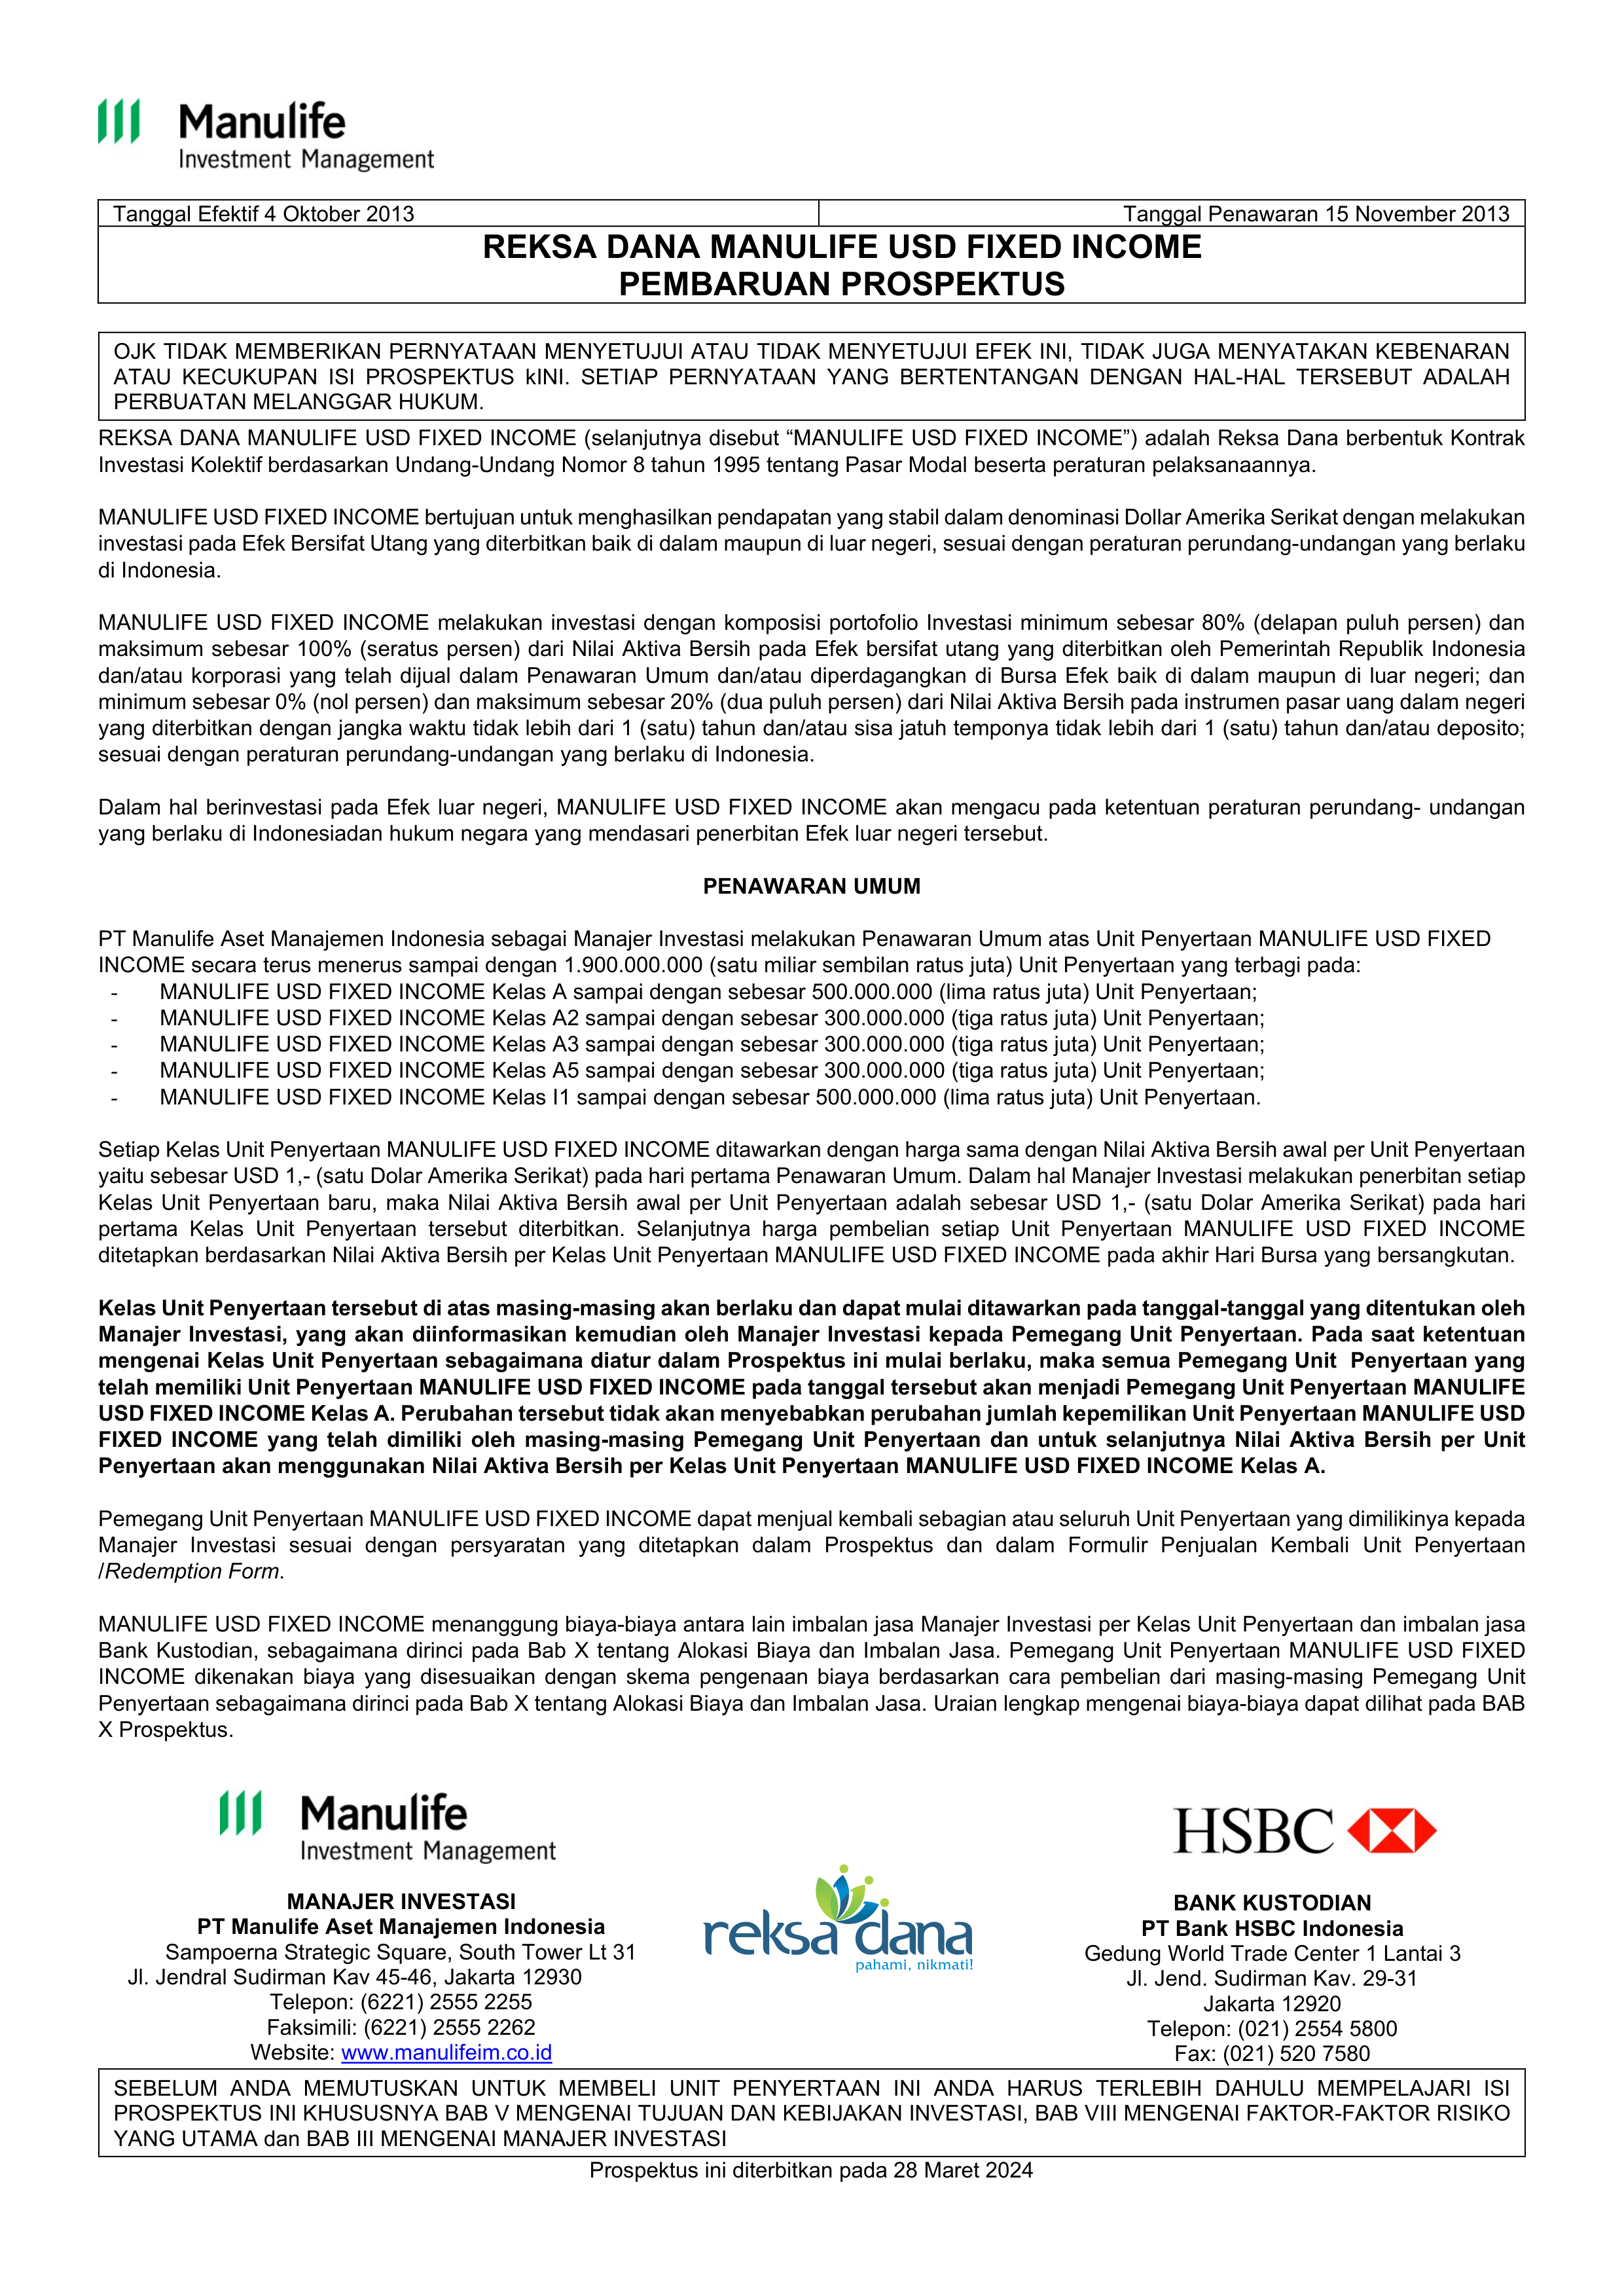 Manulife
Investment Management
Tanggal Efektif 4 Oktober 2013
Tanggal Penawaran 15 November 2013
REKSA DANA MANULIFE USD FIXED INCOME
PEMBARUAN PROSPEKTUS
OJK TIDAK MEMBERIKAN PERNYATAAN MENYETUJUI ATAU TIDAK MENYETUJUI EFEK INI, TIDAK JUGA MENYATAKAN KEBENARAN
ATAU KECUKUPAN ISI PROSPEKTUS kINI. SETIAP PERNYATAAN YANG BERTENTANGAN DENGAN HAL-HAL TERSEBUT ADALAH
PERBUATAN MELANGGAR HUKUM.
REKSA DANA MANULIFE USD FIXED INCOME (selanjutnya disebut “MANULIFE USD FIXED INCOME”) adalah Reksa Dana berbentuk Kontrak
Investasi Kolektif berdasarkan Undang-Undang Nomor 8 tahun 1995 tentang Pasar Modal beserta peraturan pelaksanaannya.
MANULIFE USD FIXED INCOME bertujuan untuk menghasilkan pendapatan yang stabil dalam denominasi Dollar Amerika Serikat dengan melakukan
investasi pada Efek Bersifat Utang yang diterbitkan baik di dalam maupun di luar negeri, sesuai dengan peraturan perundang-undangan yang berlaku
di Indonesia.
MANULIFE USD FIXED INCOME melakukan investasi dengan komposisi portofolio Investasi minimum sebesar 80% (delapan puluh persen) dan
maksimum sebesar 100% (seratus persen) dari Nilai Aktiva Bersih pada Efek bersifat utang yang diterbitkan oleh Pemerintah Republik Indonesia
dan/atau korporasi yang telah dijual dalam Penawaran Umum dan/atau diperdagangkan di Bursa Efek baik di dalam maupun di luar negeri; dan
minimum sebesar 0% (nol persen) dan maksimum sebesar 20% (dua puluh persen) dari Nilai Aktiva Bersih pada instrumen pasar uang dalam negeri
yang diterbitkan dengan jangka waktu tidak lebih dari 1 (satu) tahun dan/atau sisa jatuh temponya tidak lebih dari 1 (satu) tahun dan/atau deposito;
sesuai dengan peraturan perundang-undangan yang berlaku di Indonesia.
Dalam hal berinvestasi pada Efek luar negeri, MANULIFE USD FIXED INCOME akan mengacu pada ketentuan peraturan perundang- undangan
yang berlaku di Indonesiadan hukum negara yang mendasari penerbitan Efek luar negeri tersebut.
PENAWARAN UMUM
PT Manulife Aset Manajemen Indonesia sebagai Manajer Investasi melakukan Penawaran Umum atas Unit Penyertaan MANULIFE USD FIXED
INCOME secara terus menerus sampai dengan 1.900.000.000 (satu miliar sembilan ratus juta) Unit Penyertaan yang terbagi pada:
- MANULIFE USD FIXED INCOME Kelas A sampai dengan sebesar 500.000.000 (lima ratus juta) Unit Penyertaan;
- MANULIFE USD FIXED INCOME Kelas A2 sampai dengan sebesar 300.000.000 (tiga ratus juta) Unit Penyertaan;
- MANULIFE USD FIXED INCOME Kelas A3 sampai dengan sebesar 300.000.000 (tiga ratus juta) Unit Penyertaan;
- MANULIFE USD FIXED INCOME Kelas A5 sampai dengan sebesar 300.000.000 (tiga ratus juta) Unit Penyertaan;
- MANULIFE USD FIXED INCOME Kelas I1 sampai dengan sebesar 500.000.000 (lima ratus juta) Unit Penyertaan.
Setiap Kelas Unit Penyertaan MANULIFE USD FIXED INCOME ditawarkan dengan harga sama dengan Nilai Aktiva Bersih awal per Unit Penyertaan
yaitu sebesar USD 1,- (satu Dolar Amerika Serikat) pada hari pertama Penawaran Umum. Dalam hal Manajer Investasi melakukan penerbitan setiap
Kelas Unit Penyertaan baru, maka Nilai Aktiva Bersih awal per Unit Penyertaan adalah sebesar USD 1,- (satu Dolar Amerika Serikat) pada hari
pertama Kelas Unit Penyertaan tersebut diterbitkan. Selanjutnya harga pembelian setiap Unit Penyertaan MANULIFE USD FIXED INCOME
ditetapkan berdasarkan Nilai Aktiva Bersih per Kelas Unit Penyertaan MANULIFE USD FIXED INCOME pada akhir Hari Bursa yang bersangkutan.
Kelas Unit Penyertaan tersebut di atas masing-masing akan berlaku dan dapat mulai ditawarkan pada tanggal-tanggal yang ditentukan oleh
Manajer Investasi, yang akan diinformasikan kemudian oleh Manajer Investasi kepada Pemegang Unit Penyertaan. Pada saat ketentuan
mengenai Kelas Unit Penyertaan sebagaimana diatur dalam Prospektus ini mulai berlaku, maka semua Pemegang Unit Penyertaan yang
telah memiliki Unit Penyertaan MANULIFE USD FIXED INCOME pada tanggal tersebut akan menjadi Pemegang Unit Penyertaan MANULIFE
USD FIXED INCOME Kelas A. Perubahan tersebut tidak akan menyebabkan perubahan jumlah kepemilikan Unit Penyertaan MANULIFE USD
FIXED INCOME yang telah dimiliki oleh masing-masing Pemegang Unit Penyertaan dan untuk selanjutnya Nilai Aktiva Bersih per Unit
Penyertaan akan menggunakan Nilai Aktiva Bersih per Kelas Unit Penyertaan MANULIFE USD FIXED INCOME Kelas A.
Pemegang Unit Penyertaan MANULIFE USD FIXED INCOME dapat menjual kembali sebagian atau seluruh Unit Penyertaan yang dimilikinya kepada
Manajer Investasi sesuai dengan persyaratan yang ditetapkan dalam Prospektus dan dalam Formulir Penjualan Kembali Unit Penyertaan
/Redemption Form.
MANULIFE USD FIXED INCOME menanggung biaya-biaya antara lain imbalan jasa Manajer Investasi per Kelas Unit Penyertaan dan imbalan jasa
Bank Kustodian, sebagaimana dirinci pada Bab X tentang Alokasi Biaya dan Imbalan Jasa. Pemegang Unit Penyertaan MANULIFE USD FIXED
INCOME dikenakan biaya yang disesuaikan dengan skema pengenaan biaya berdasarkan cara pembelian dari masing-masing Pemegang Unit
Penyertaan sebagaimana dirinci pada Bab X tentang Alokasi Biaya dan Imbalan Jasa. Uraian lengkap mengenai biaya-biaya dapat dilihat pada BAB
X Prospektus.
Manulife
Investment Management
MANAJER INVESTASI
PT Manulife Aset Manajemen Indonesia
Sampoerna Strategic Square, South Tower Lt 31
Jl. Jendral Sudirman Kav 45-46, Jakarta 12930
Telepon: (6221) 2555 2255
Faksimili: (6221) 2555 2262
Website: www.manulifeim.co.id
reksa dana
pahami, nikmati!
HSBC
BANK KUSTODIAN
PT Bank HSBC Indonesia
Gedung World Trade Center 1 Lantai 3
Jl. Jend. Sudirman Kav. 29-31
Jakarta 12920
Telepon: (021) 2554 5800
Fax: (021) 520 7580
SEBELUM ANDA MEMUTUSKAN UNTUK MEMBELI UNIT PENYERTAAN INI ANDA HARUS TERLEBIH DAHULU MEMPELAJARI ISI
PROSPEKTUS INI KHUSUSNYA BAB V MENGENAI TUJUAN DAN KEBIJAKAN INVESTASI, BAB VIII MENGENAI FAKTOR-FAKTOR RISIKO
YANG UTAMA dan BAB III MENGENAI MANAJER INVESTASI
Prospektus ini diterbitkan pada 28 Maret 2024